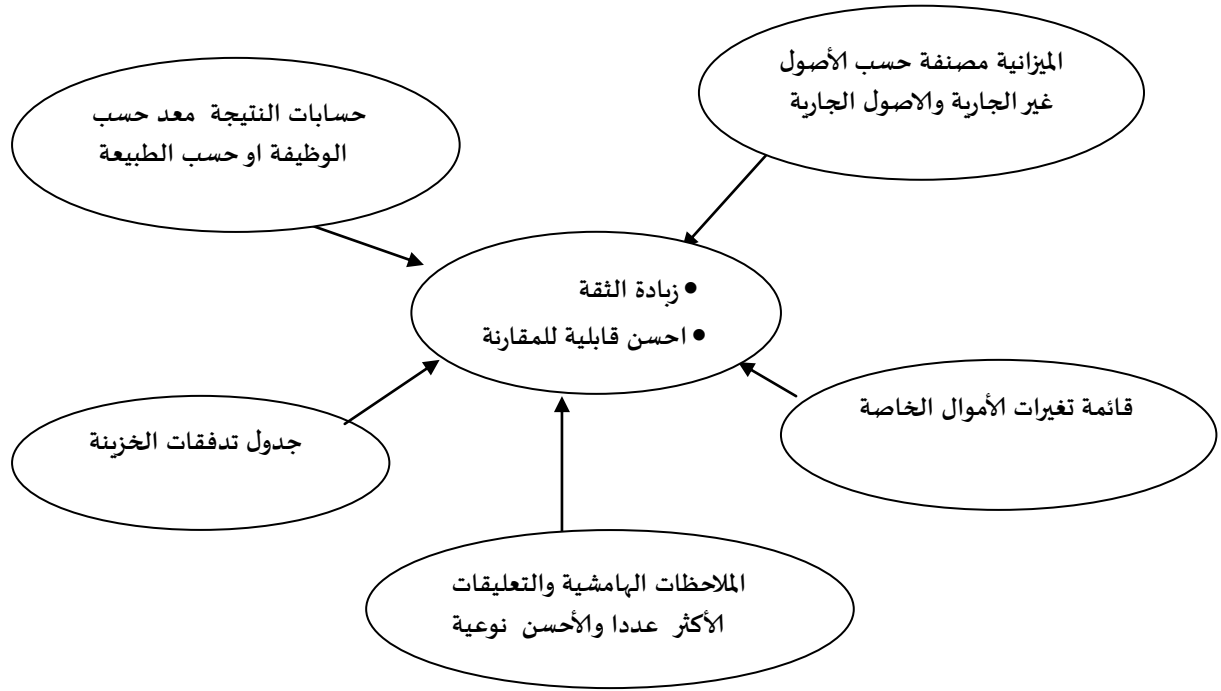 الميزانية مصنفة حسب الأصول
غير الجارية والاصول الجارية
حسابات النتيجة معد حسب
الوظيفة او حسب الطبيعة
• زيادة الثقة
• احسن قابلية للمقارنة
قائمة تغيرات الأموال الخاصة
جدول تدفقات الخزينة
الملاحظات الهامشية والتعليقات
الأكثر عددا والأحسن نوعية